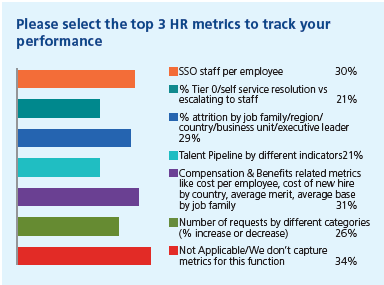 Please select the top 3 HR metrics to track your
performance
SSO staff per employee 30%
% Tier 0/self service resolution vs
escalating to staff 21%
% attrition by job family/region/
country/business unit/executive leader
29%
Talent Pipeline by different indicators21%
Compensation & Benefits related metrics
like cost per employee, cost of new hire
by country, average merit, average base
by job family 31%
Number of requests by different categories
(% increase or decrease) 26%
Not Applicable/We don't capture
metrics for this function 34%